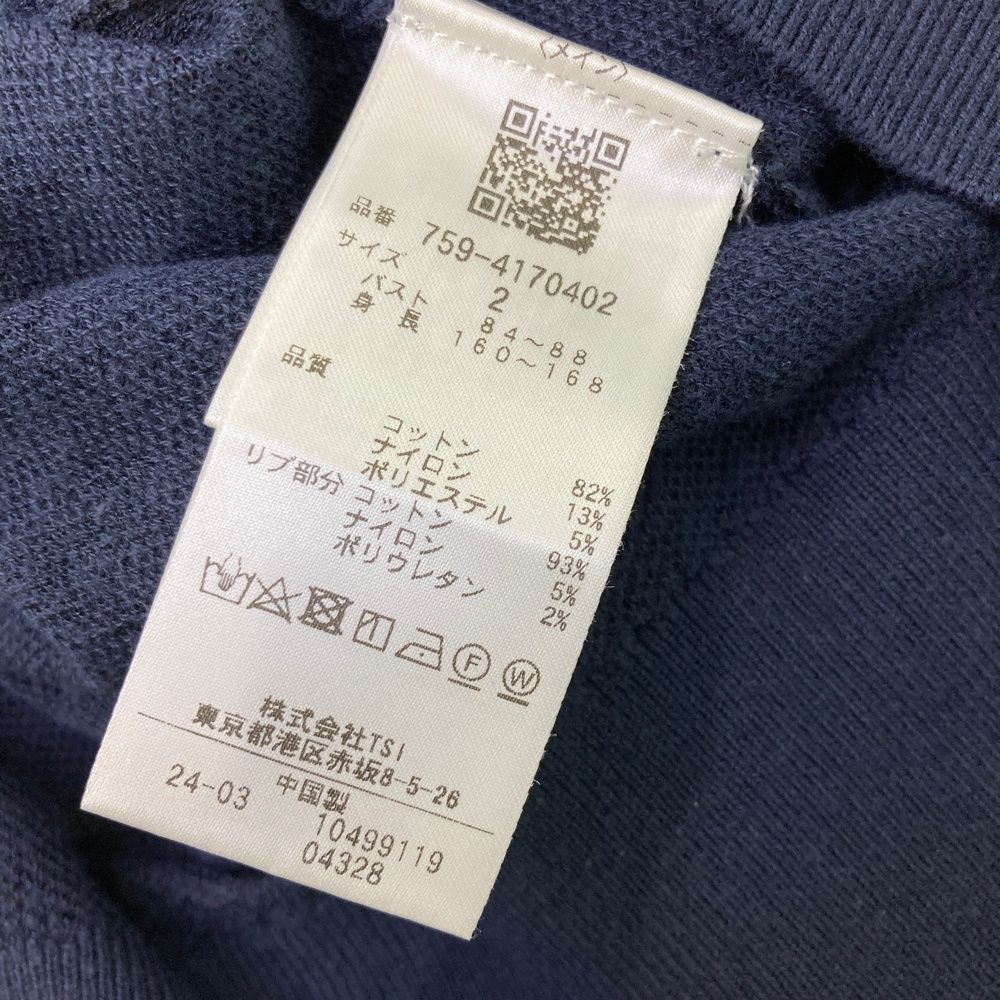 〈メイン〉
品番 759-4170402
サイズ 2
バスト 84～88
身長 160～168
品質
コットン 82%
ナイロン 13%
ポリエステル 5%
リブ部分 コットン 93%
ナイロン 5%
ポリウレタン 2%
F W
株式会社TSI
東京都港区赤坂8-5-26
24-03 中国製
10499119
04328